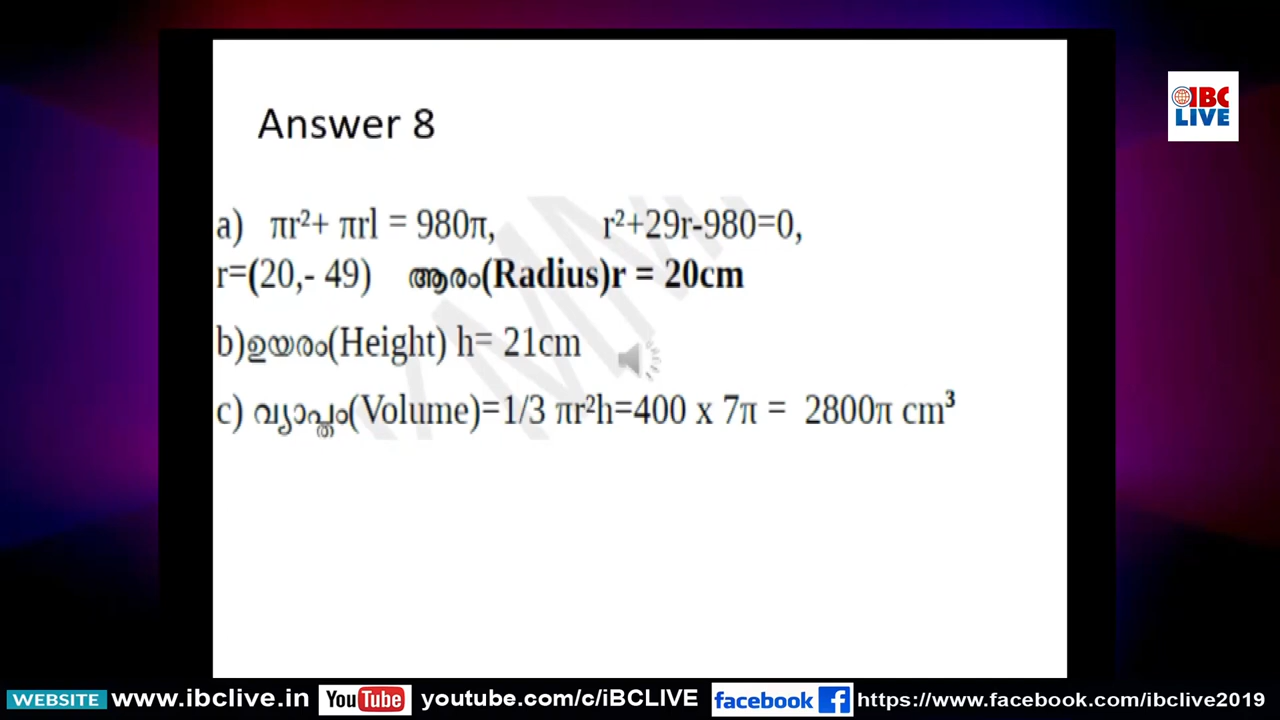 IBC
LIVE
Answer 8
a) πr²+ πrl = 980π, r²+29r-980=0,
r=(20,- 49) ആരം(Radius)r = 20cm
b)ഉയരം(Height) h= 21cm
c) വ്യാപ്തം(Volume)=1/3 πr²h=400 x 7π = 2800π cm³
WEBSITE www.ibclive.in YouTube youtube.com/c/iBCLIVE facebook f https://www.facebook.com/ibclive2019